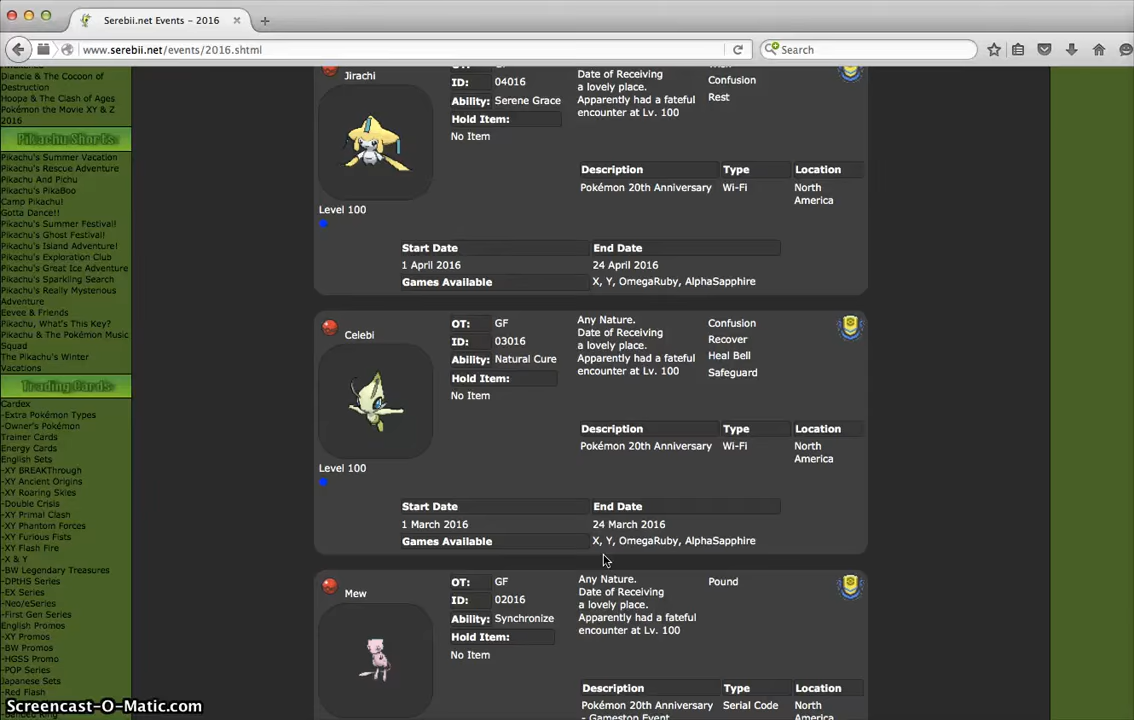 Serebii.net Events - 2016
www.serebii.net/events/2016.shtml
Search
Diancie & The Cocoon of
Destruction
Hoopa & The Clash of Ages
Pokémon the Movie XY & Z
2016
Pikachu Shorts
Pikachu's Summer Vacation
Pikachu's Rescue Adventure
Pikachu And Pichu
Pikachu's PikaBoo
Camp Pikachu!
Gotta Dance!!
Pikachu's Summer Festival!
Pikachu's Ghost Festival!
Pikachu's Island Adventure!
Pikachu's Exploration Club
Pikachu's Great Ice Adventure
Pikachu's Sparkling Search
Pikachu's Really Mysterious
Adventure
Eevee & Friends
Pikachu, What's This Key?
Pikachu & The Pokémon Music
Squad
The Pikachu's Winter
Vacations
Trading Cards
Cardex
-Extra Pokémon Types
-Owner's Pokémon
Trainer Cards
Energy Cards
English Sets
-XY BREAKThrough
-XY Ancient Origins
-XY Roaring Skies
-Double Crisis
-XY Primal Clash
-XY Phantom Forces
-XY Furious Fists
-XY Flash Fire
-X & Y
-BW Legendary Treasures
-DPtHS Series
-EX Series
-Neo/eSeries
-First Gen Series
English Promos
-XY Promos
-BW Promos
-HGSS Promo
-POP Series
Japanese Sets
-Red Flash
Jirachi
OT: GF
ID: 04016
Ability: Serene Grace
Hold Item:
No Item
Date of Receiving
a lovely place.
Apparently had a fateful
encounter at Lv. 100
Confusion
Rest
Description Type Location
Pokémon 20th Anniversary Wi-Fi North
America
Level 100
Start Date End Date
1 April 2016 24 April 2016
Games Available X, Y, OmegaRuby, AlphaSapphire
Celebi
OT: GF
ID: 03016
Ability: Natural Cure
Hold Item:
No Item
Any Nature.
Date of Receiving
a lovely place.
Apparently had a fateful
encounter at Lv. 100
Confusion
Recover
Heal Bell
Safeguard
Description Type Location
Pokémon 20th Anniversary Wi-Fi North
America
Level 100
Start Date End Date
1 March 2016 24 March 2016
Games Available X, Y, OmegaRuby, AlphaSapphire
Mew
OT: GF
ID: 02016
Ability: Synchronize
Hold Item:
No Item
Any Nature.
Date of Receiving
a lovely place.
Apparently had a fateful
encounter at Lv. 100
Pound
Description Type Location
Pokémon 20th Anniversary Serial Code North
- Gamestop Event America
Screencast-O-Matic.com